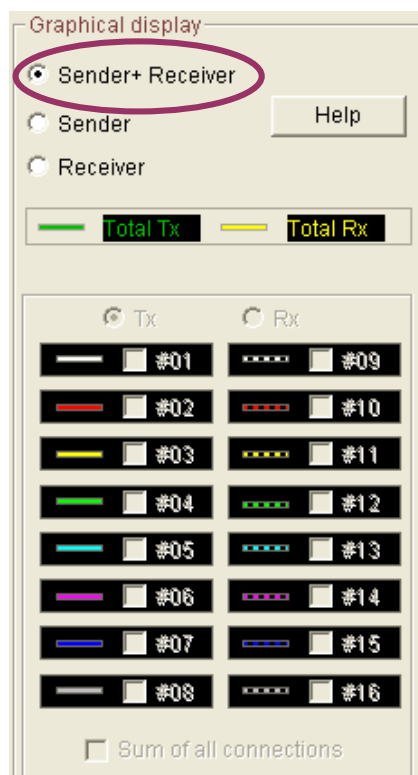 Graphical display
Sender+ Receiver
Sender
Help
Receiver
Total Tx Total Rx
Tx Rx
#01 #09
#02 #10
#03 #11
#04 #12
#05 #13
#06 #14
#07 #15
#08 #16
Sum of all connections